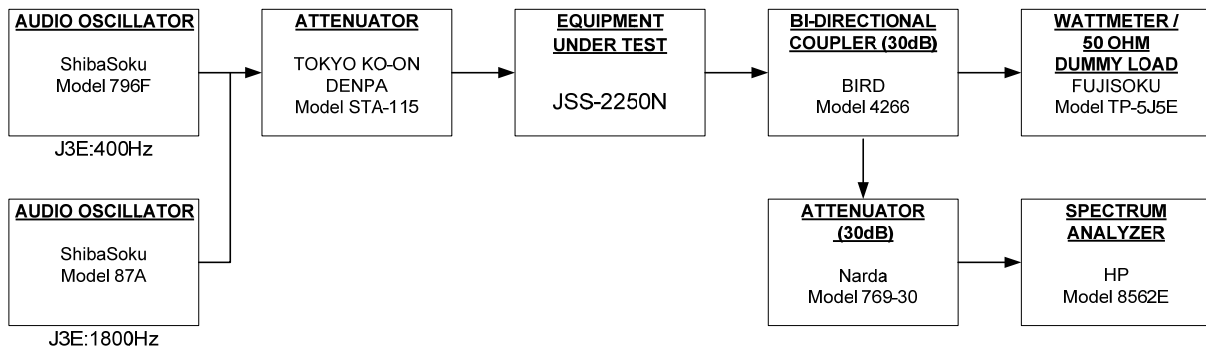 AUDIO OSCILLATOR
ShibaSoku
Model 796F
J3E:400Hz
ATTENUATOR
TOKYO KO-ON
DENPA
Model STA-115
EQUIPMENT
UNDER TEST
JSS-2250N
BI-DIRECTIONAL
COUPLER (30dB)
BIRD
Model 4266
WATTMETER /
50 OHM
DUMMY LOAD
FUJISOKU
Model TP-5J5E
AUDIO OSCILLATOR
ShibaSoku
Model 87A
J3E:1800Hz
ATTENUATOR
(30dB)
Narda
Model 769-30
SPECTRUM
ANALYZER
HP
Model 8562E